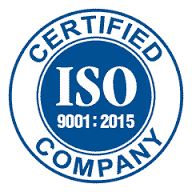 CERTIFIED
ISO
9001:2015
COMPANY